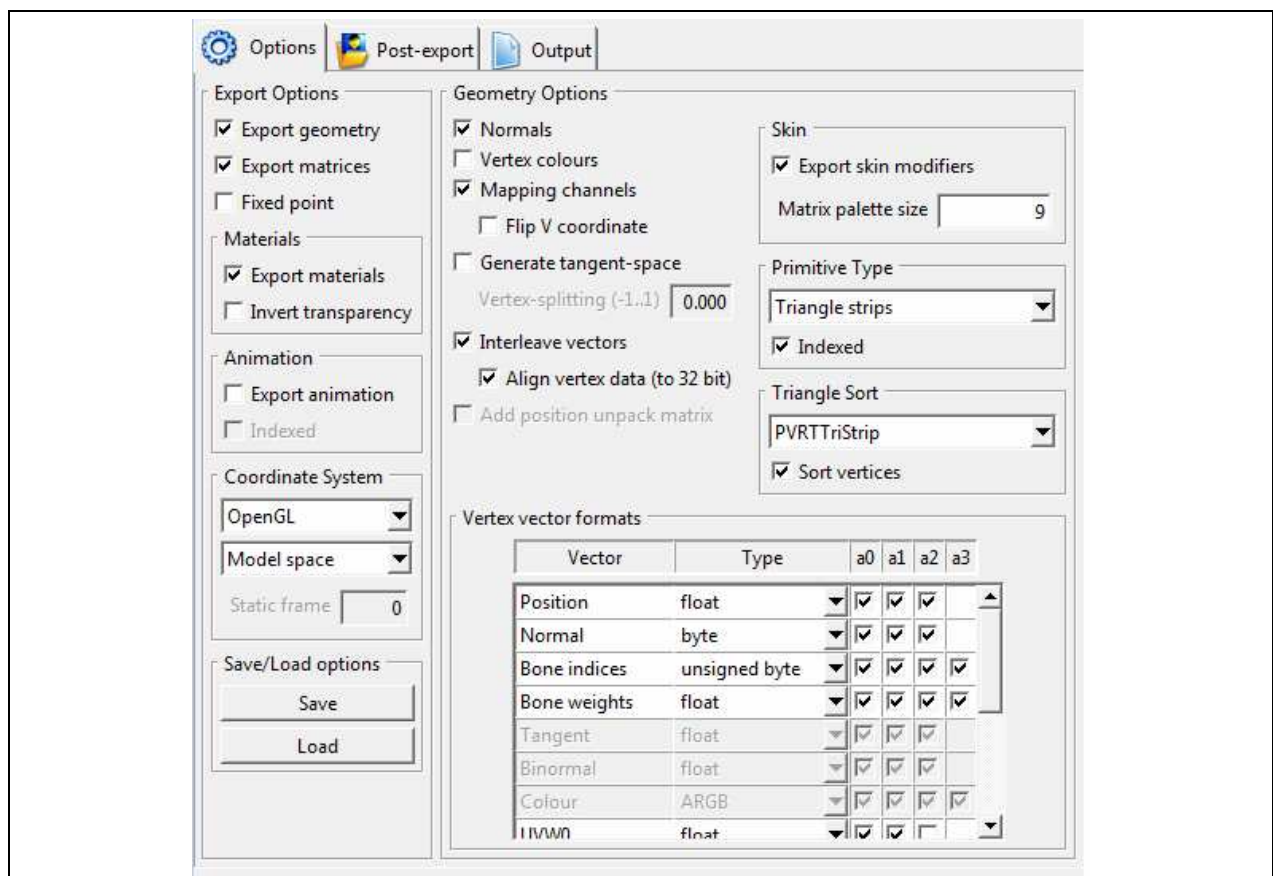 Options Post-export Output
Export Options
Export geometry
Export matrices
Fixed point
Materials
Export materials
Invert transparency
Animation
Export animation
Indexed
Coordinate System
OpenGL
Model space
Static frame 0
Save/Load options
Save
Load
Geometry Options
Normals
Vertex colours
Mapping channels
Flip V coordinate
Generate tangent-space
Vertex-splitting (-1..1) 0.000
Interleave vectors
Align vertex data (to 32 bit)
Add position unpack matrix
Skin
Export skin modifiers
Matrix palette size 9
Primitive Type
Triangle strips
Indexed
Triangle Sort
PVRTTriStrip
Sort vertices
Vertex vector formats
Vector Type a0 a1 a2 a3
Position float
Normal byte
Bone indices unsigned byte
Bone weights float
Tangent float
Binormal float
Colour ARGB
UVW0 float